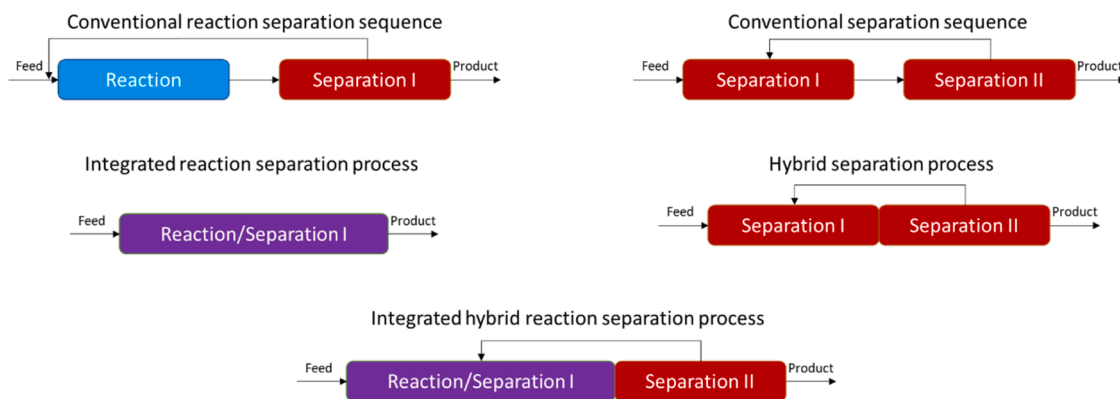 Conventional reaction separation sequence
Feed
Reaction
Separation I
Product
Conventional separation sequence
Feed
Separation I
Separation II
Product
Integrated reaction separation process
Feed
Reaction/Separation I
Product
Hybrid separation process
Feed
Separation I
Separation II
Product
Integrated hybrid reaction separation process
Feed
Reaction/Separation I
Separation II
Product